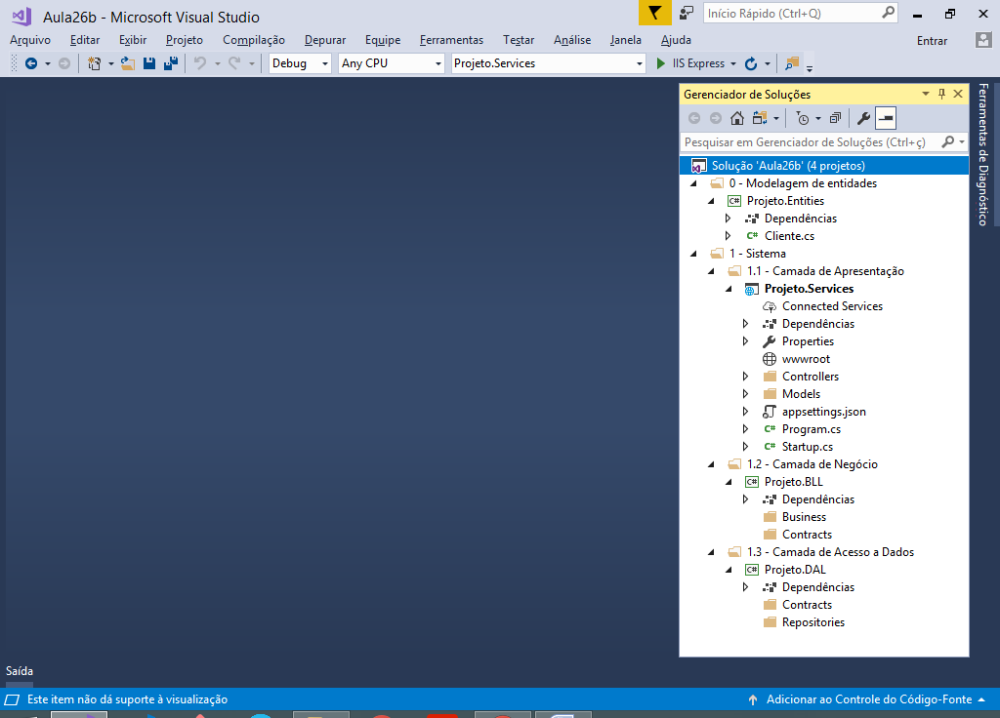 Aula26b - Microsoft Visual Studio
Início Rápido (Ctrl+Q)
Arquivo Editar Exibir Projeto Compilação Depurar Equipe Ferramentas Testar Análise Janela Ajuda Entrar
Debug Any CPU Projeto.Services IIS Express
Gerenciador de Soluções
Pesquisar em Gerenciador de Soluções (Ctrl+ç)
Solução 'Aula26b' (4 projetos)
0 - Modelagem de entidades
C# Projeto.Entities
Dependências
C# Cliente.cs
1 - Sistema
1.1 - Camada de Apresentação
Projeto.Services
Connected Services
Dependências
Properties
wwwroot
Controllers
Models
appsettings.json
C# Program.cs
C# Startup.cs
1.2 - Camada de Negócio
C# Projeto.BLL
Dependências
Business
Contracts
1.3 - Camada de Acesso a Dados
C# Projeto.DAL
Dependências
Contracts
Repositories
Ferramentas de Diagnóstico
Saída
Este item não dá suporte à visualização
Adicionar ao Controle do Código-Fonte